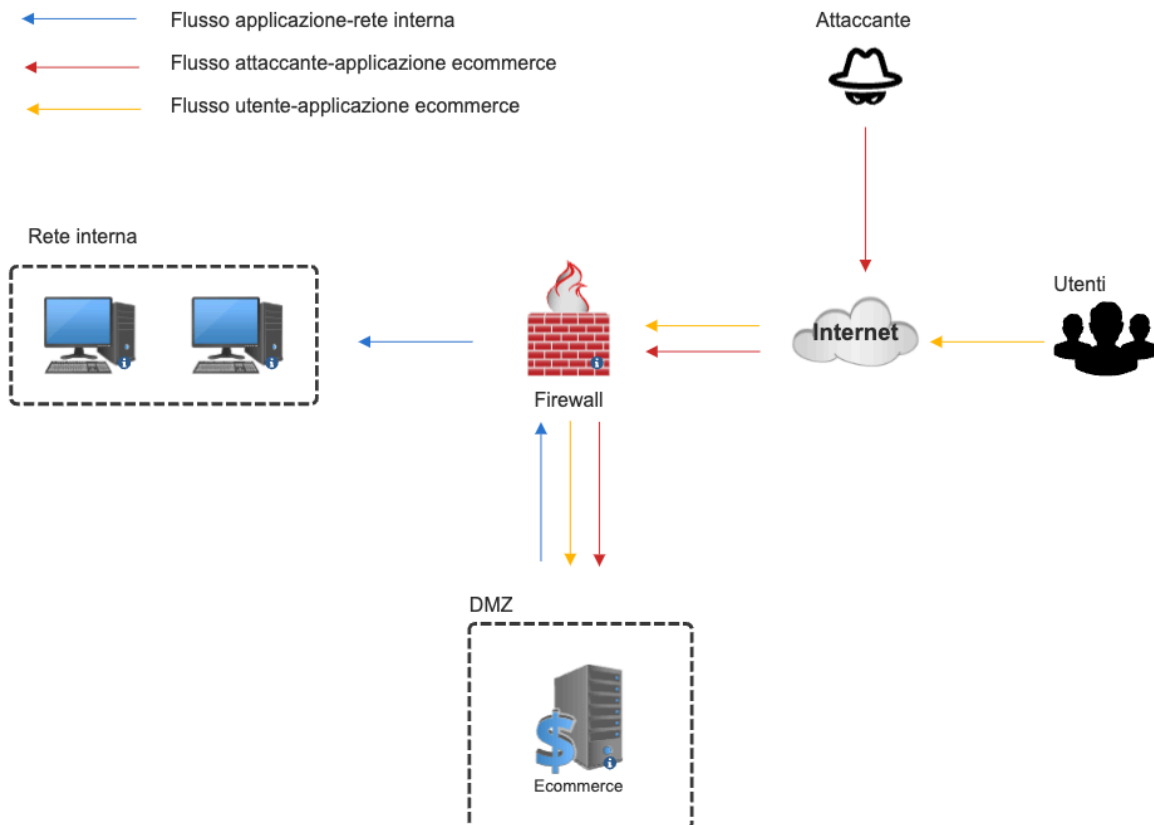 Flusso applicazione-rete interna
Flusso attaccante-applicazione ecommerce
Flusso utente-applicazione ecommerce
Attaccante
Rete interna
Utenti
Internet
Firewall
DMZ
Ecommerce